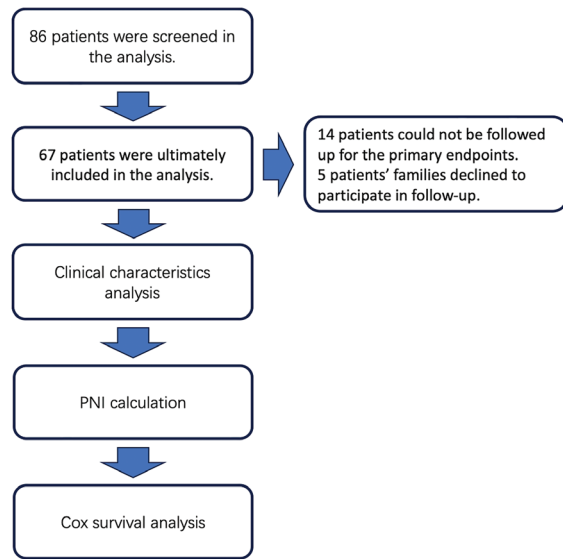 86 patients were screened in
the analysis.
67 patients were ultimately
included in the analysis.
14 patients could not be followed
up for the primary endpoints.
5 patients’ families declined to
participate in follow-up.
Clinical characteristics
analysis
PNI calculation
Cox survival analysis